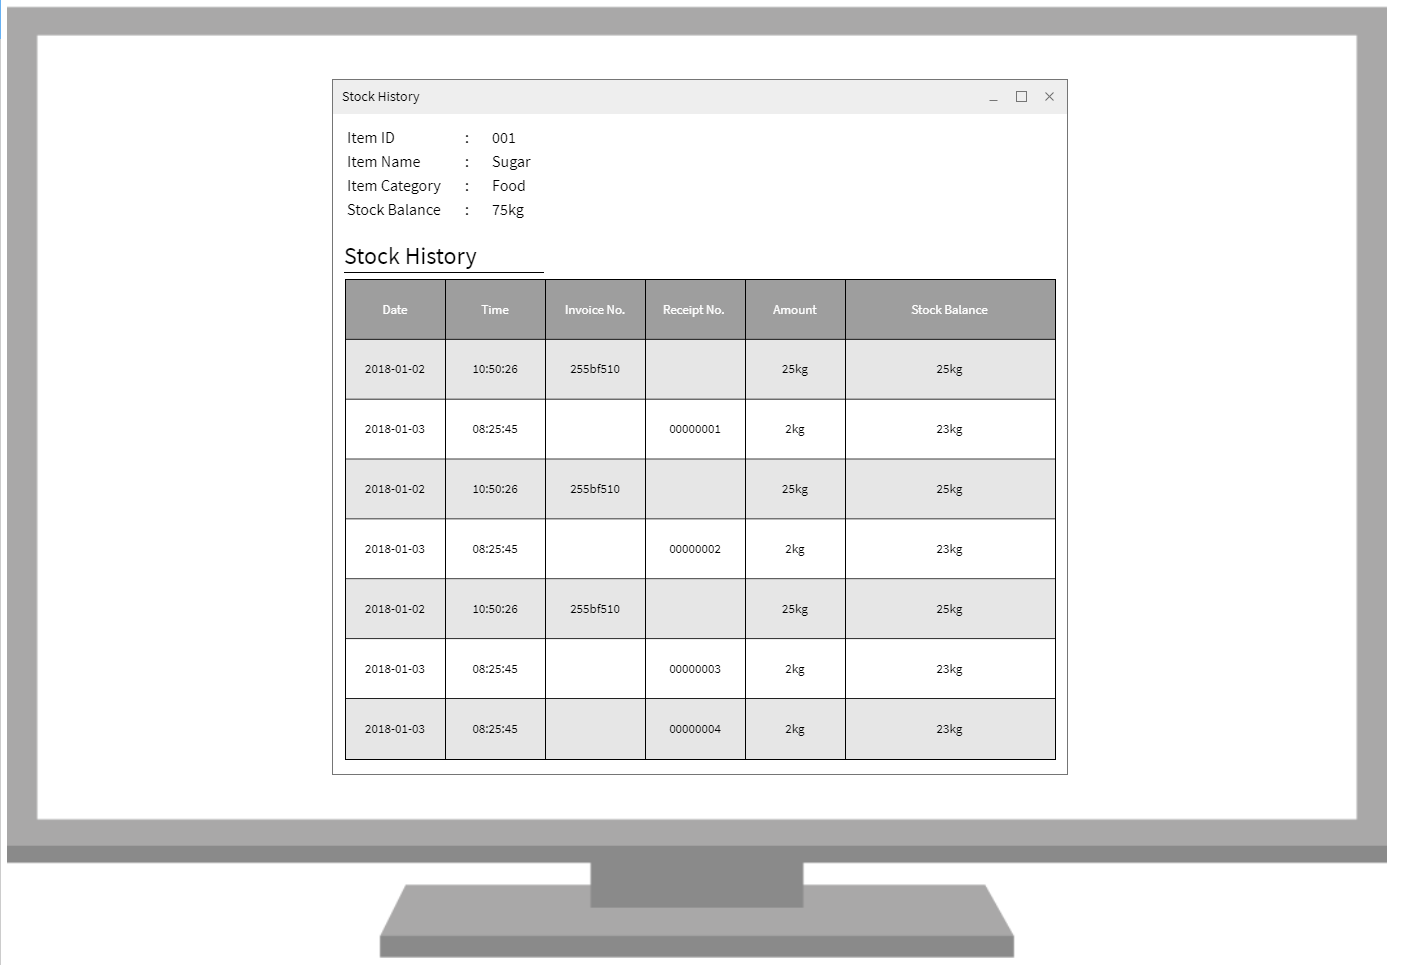 Stock History
Item ID : 001
Item Name : Sugar
Item Category : Food
Stock Balance : 75kg
Stock History
Date Time Invoice No. Receipt No. Amount Stock Balance
2018-01-02 10:50:26 255bf510 25kg 25kg
2018-01-03 08:25:45 00000001 2kg 23kg
2018-01-02 10:50:26 255bf510 25kg 25kg
2018-01-03 08:25:45 00000002 2kg 23kg
2018-01-02 10:50:26 255bf510 25kg 25kg
2018-01-03 08:25:45 00000003 2kg 23kg
2018-01-03 08:25:45 00000004 2kg 23kg